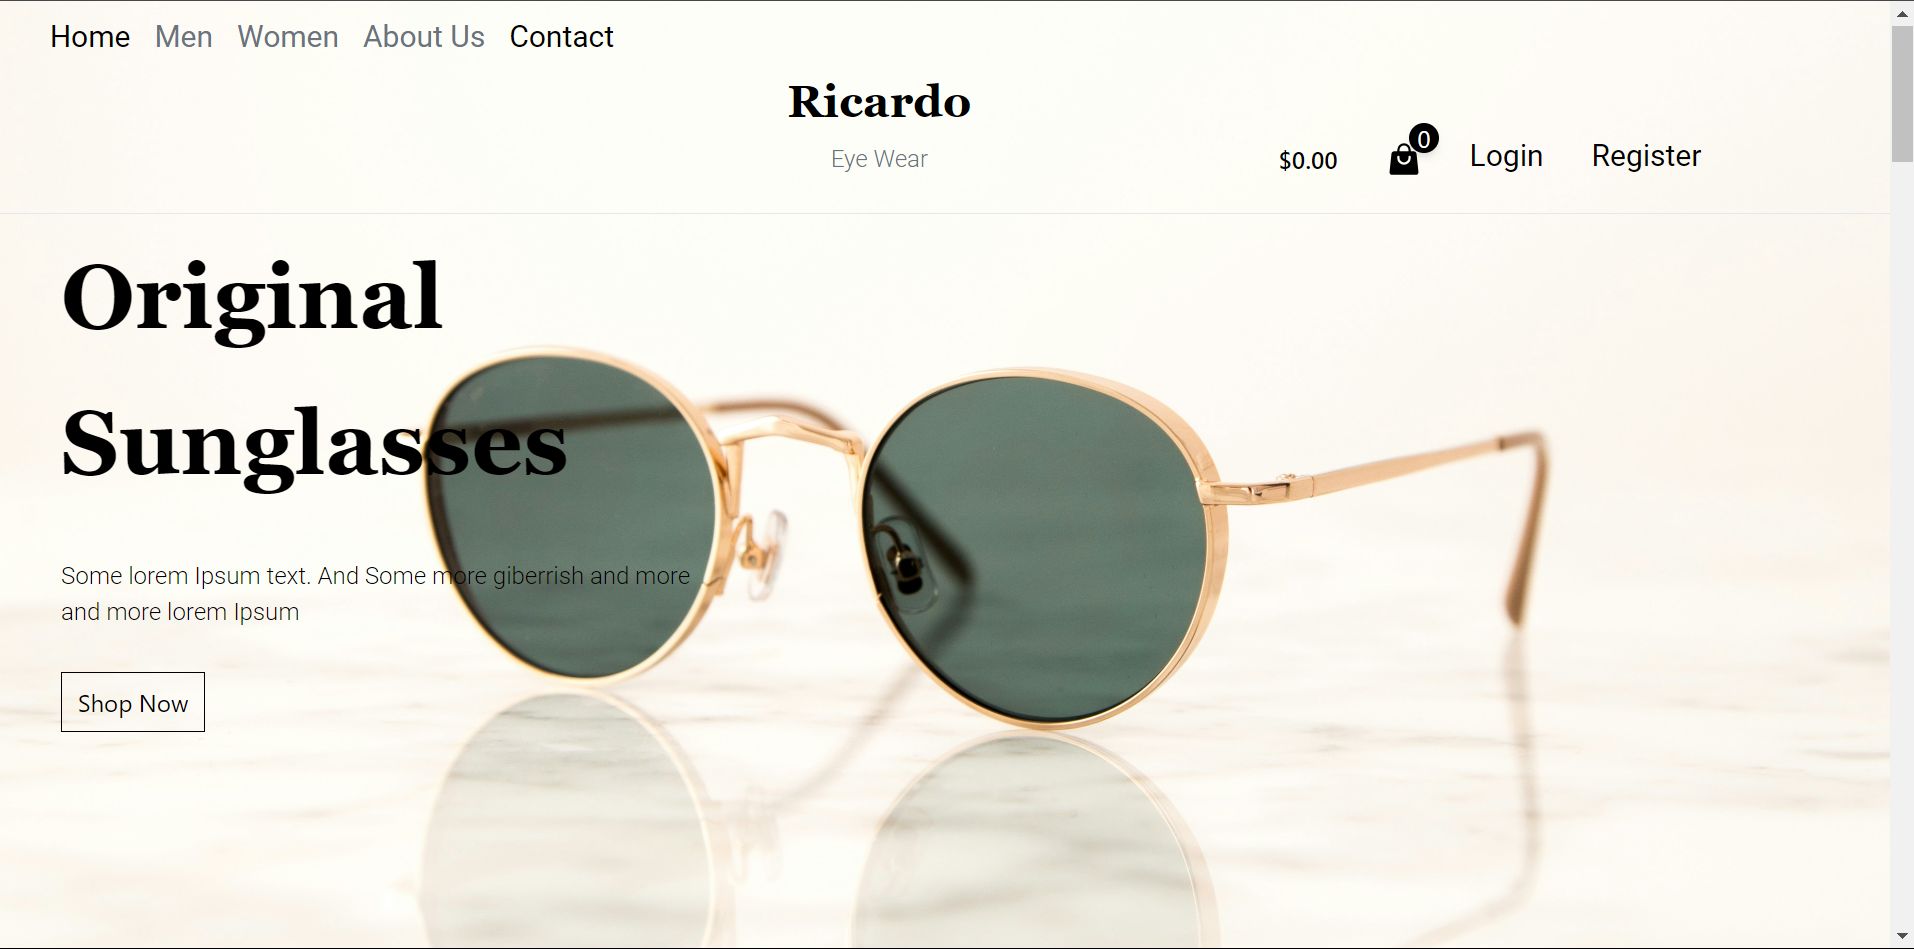 Home Men Women About Us Contact
Ricardo
Eye Wear
$0.00 0 Login Register
Original
Sunglasses
Some lorem Ipsum text. And Some more giberrish and more
and more lorem Ipsum
Shop Now